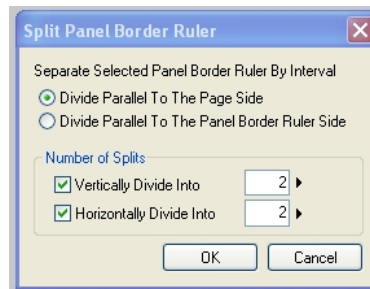 Split Panel Border Ruler
Separate Selected Panel Border Ruler By Interval
Divide Parallel To The Page Side
Divide Parallel To The Panel Border Ruler Side
Number of Splits
Vertically Divide Into 2
Horizontally Divide Into 2
OK Cancel